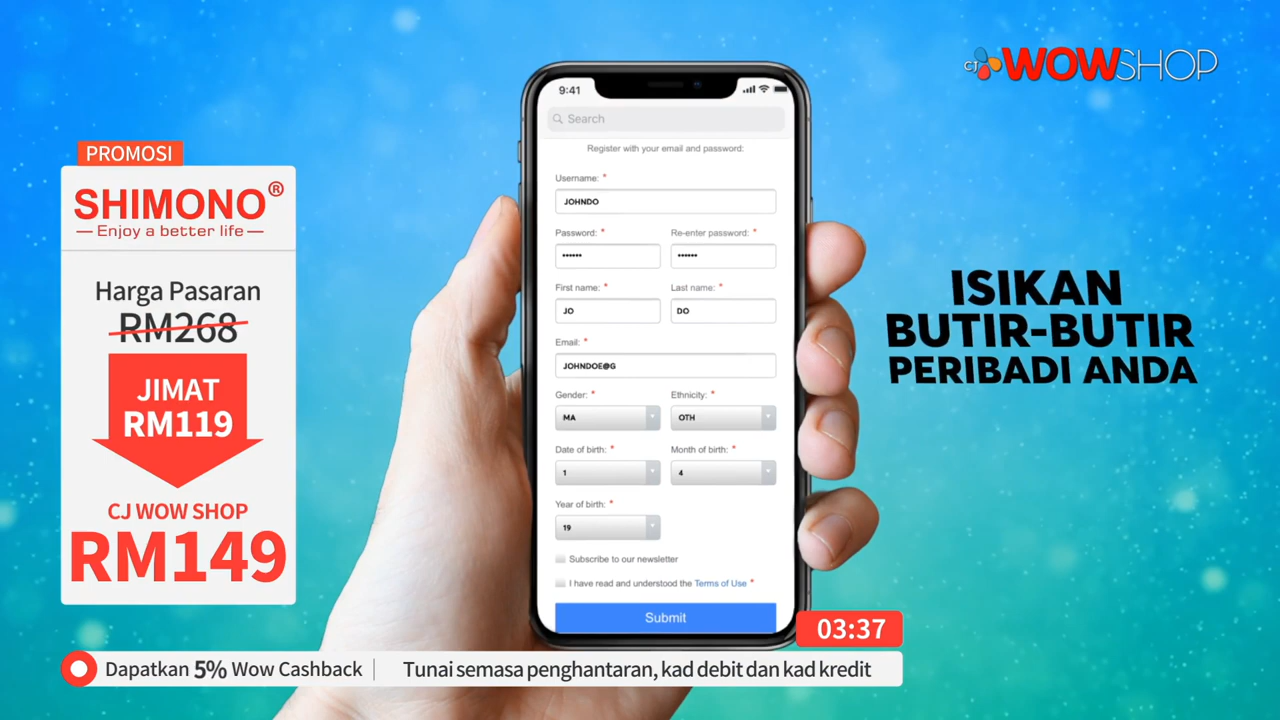 CJ WOWSHOP
PROMOSI
SHIMONO®
Enjoy a better life
Harga Pasaran
RM268
JIMAT
RM119
CJ WOW SHOP
RM149
9:41
Search
Register with your email and password:
Username: *
JOHNDO
Password: * Re-enter password: *
•••••• ••••••
First name: * Last name: *
JO DO
Email: *
JOHNDOE@G
Gender: * Ethnicity: *
MA OTH
Date of birth: * Month of birth: *
1 4
Year of birth: *
19
Subscribe to our newsletter
I have read and understood the Terms of Use *
Submit
ISIKAN
BUTIR-BUTIR
PERIBADI ANDA
03:37
Dapatkan 5% Wow Cashback | Tunai semasa penghantaran, kad debit dan kad kredit